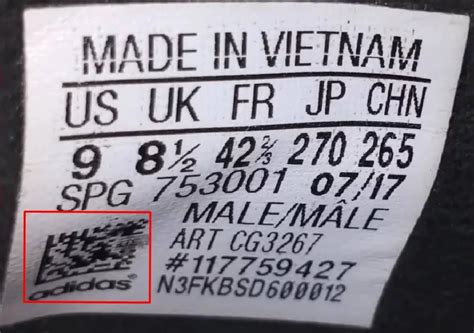 MADE IN VIETNAM
US UK FR JP CHN
9 8½ 42⅔ 270 265
SPG 753001 07/17
MALE/MÂLE
ART CG3267
#117759427
adidas® N3FKBSD600012